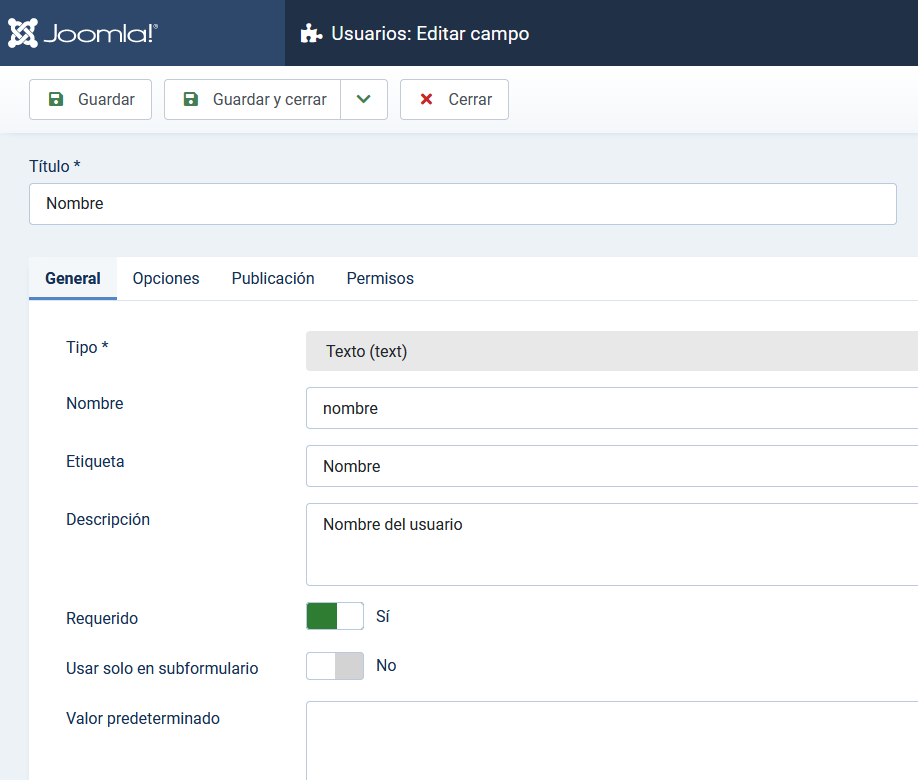 Joomla!® Usuarios: Editar campo
Guardar Guardar y cerrar Cerrar
Título *
Nombre
General Opciones Publicación Permisos
Tipo * Texto (text)
Nombre nombre
Etiqueta Nombre
Descripción Nombre del usuario
Requerido Sí
Usar solo en subformulario No
Valor predeterminado